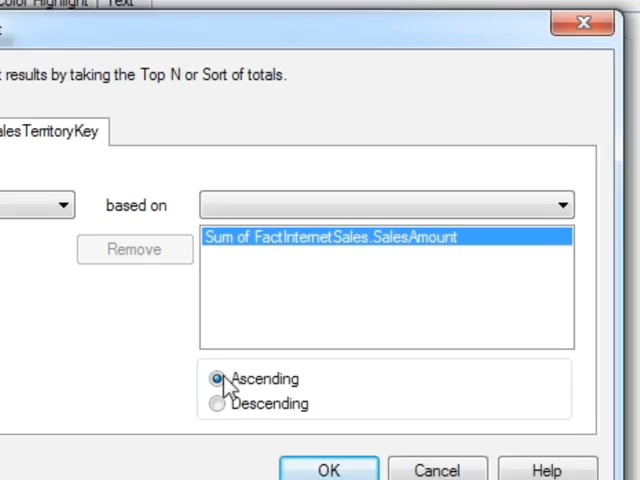 Color Highlight Text
t results by taking the Top N or Sort of totals.
alesTerritoryKey
based on
Remove
Sum of FactInternetSales.SalesAmount
Ascending
Descending
OK Cancel Help